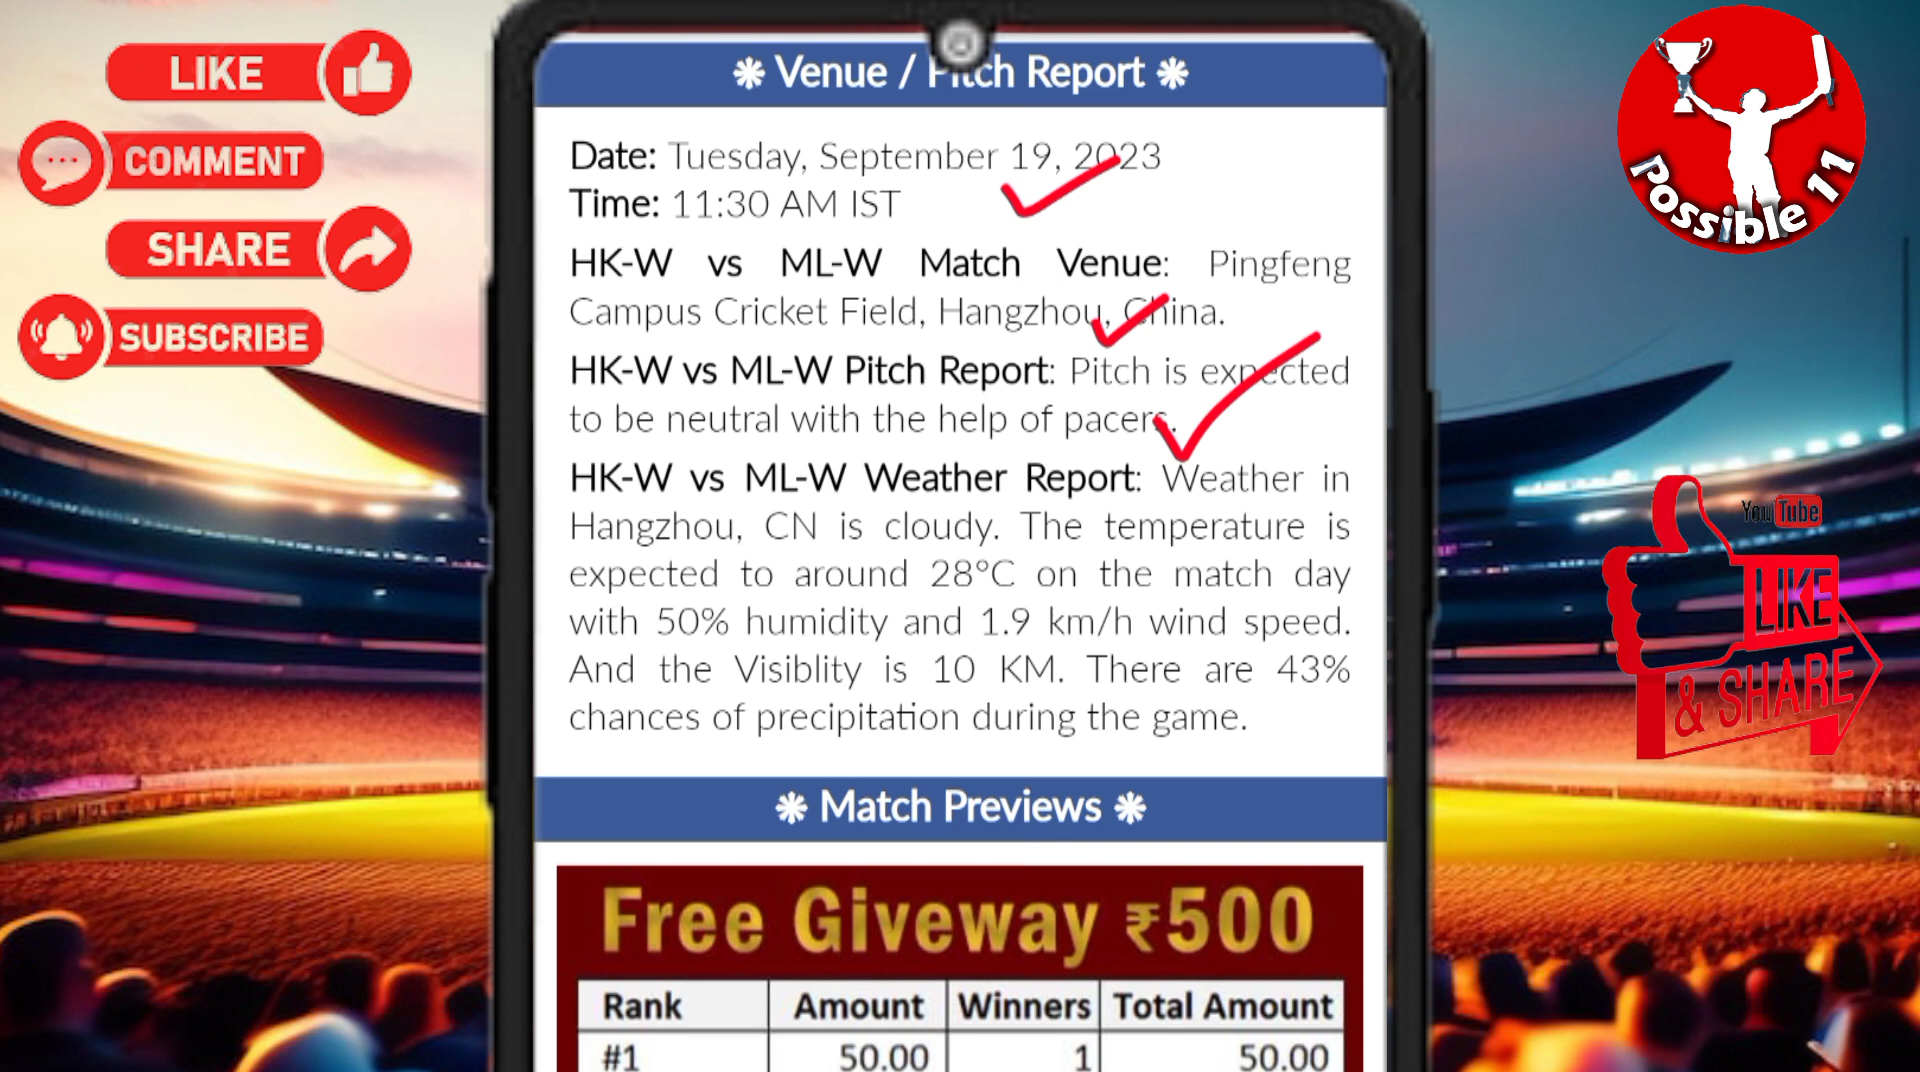 LIKE
COMMENT
SHARE
SUBSCRIBE
❋ Venue / Pitch Report ❋
Date: Tuesday, September 19, 2023
Time: 11:30 AM IST
HK-W vs ML-W Match Venue: Pingfeng
Campus Cricket Field, Hangzhou, China.
HK-W vs ML-W Pitch Report: Pitch is expected
to be neutral with the help of pacers.
HK-W vs ML-W Weather Report: Weather in
Hangzhou, CN is cloudy. The temperature is
expected to around 28°C on the match day
with 50% humidity and 1.9 km/h wind speed.
And the Visiblity is 10 KM. There are 43%
chances of precipitation during the game.
❋ Match Previews ❋
Free Giveway ₹500
Rank Amount Winners Total Amount
#1 50.00 1 50.00
Possible 11
YouTube
LIKE
& SHARE